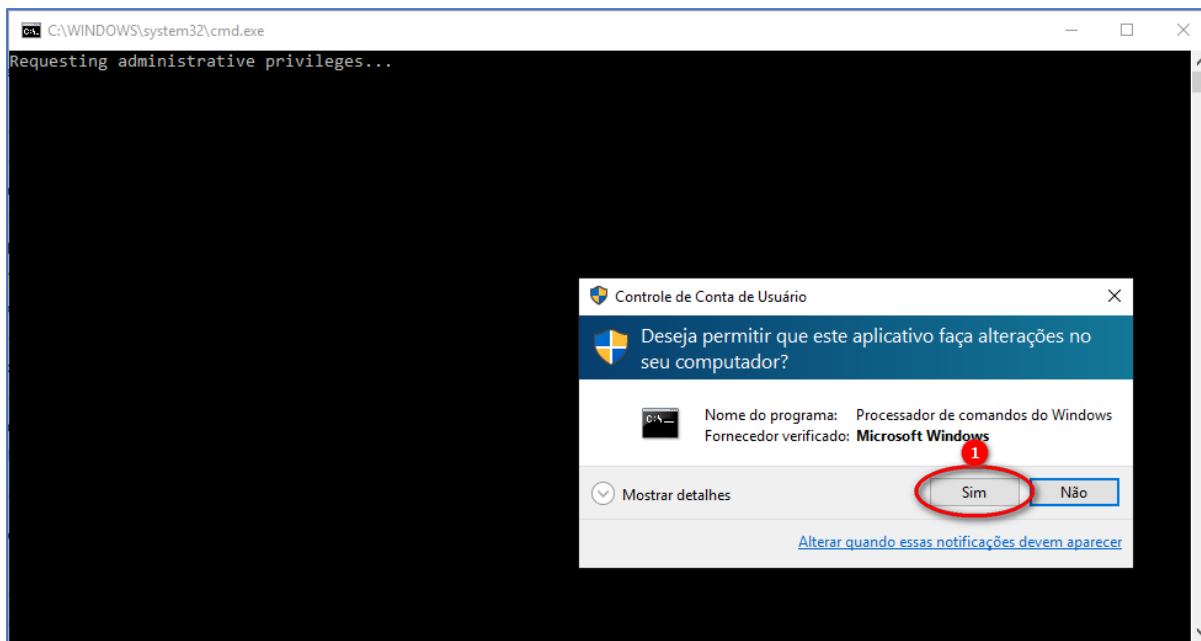 C:\WINDOWS\system32\cmd.exe
Requesting administrative privileges...
Controle de Conta de Usuário
Deseja permitir que este aplicativo faça alterações no
seu computador?
C:\
Nome do programa: Processador de comandos do Windows
Fornecedor verificado: Microsoft Windows
1
Mostrar detalhes
Sim
Não
Alterar quando essas notificações devem aparecer